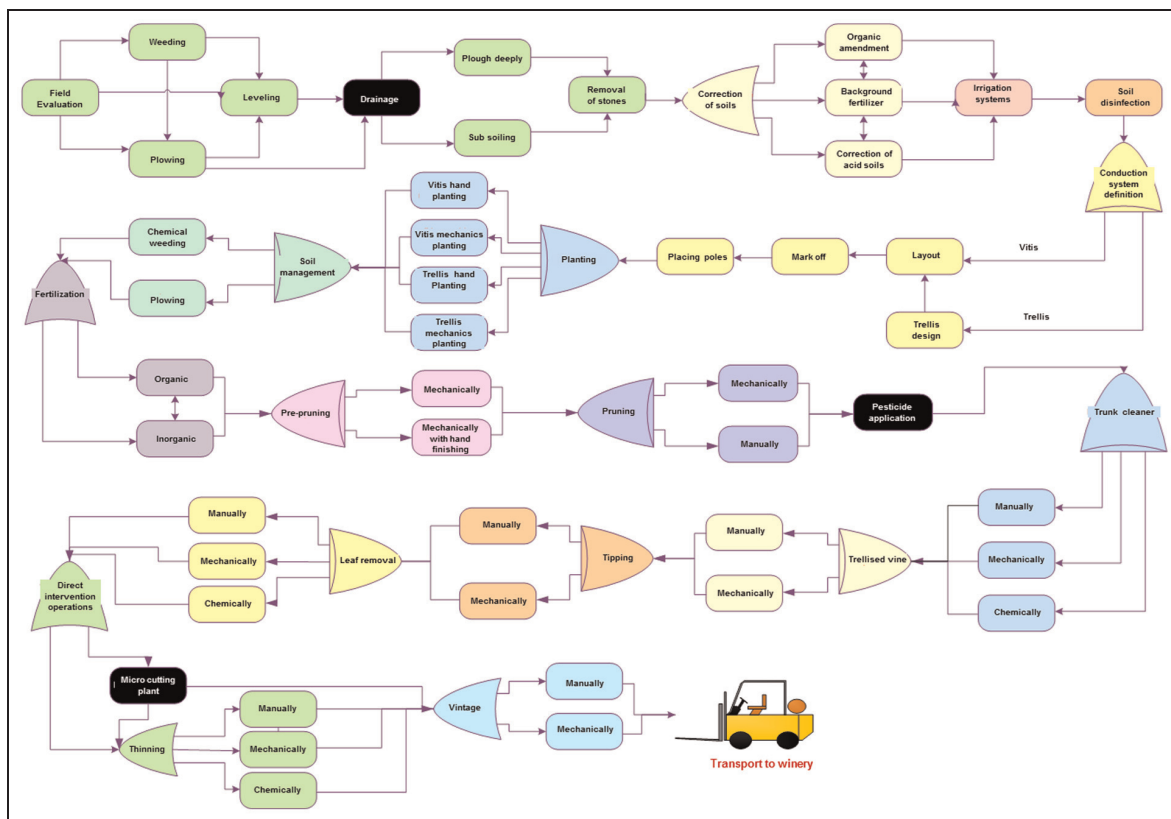 Weeding
Field
Evaluation
Leveling
Plowing
Drainage
Plough deeply
Sub soiling
Removal
of stones
Correction
of soils
Organic
amendment
Background
fertilizer
Correction
of acid soils
Irrigation
systems
Soil
disinfection
Conduction
system
definition
Vitis
Trellis
Layout
Trellis
design
Mark off
Placing poles
Planting
Vitis hand
planting
Vitis mechanics
planting
Trellis hand
Planting
Trellis
mechanics
planting
Soil
management
Chemical
weeding
Plowing
Fertilization
Organic
Inorganic
Pre-pruning
Mechanically
Mechanically
with hand
finishing
Pruning
Mechanically
Manually
Pesticide
application
Trunk cleaner
Manually
Mechanically
Chemically
Trellised vine
Manually
Mechanically
Tipping
Manually
Mechanically
Leaf removal
Manually
Mechanically
Chemically
Direct
intervention
operations
Micro cutting
plant
Thinning
Manually
Mechanically
Chemically
Vintage
Manually
Mechanically
Transport to winery